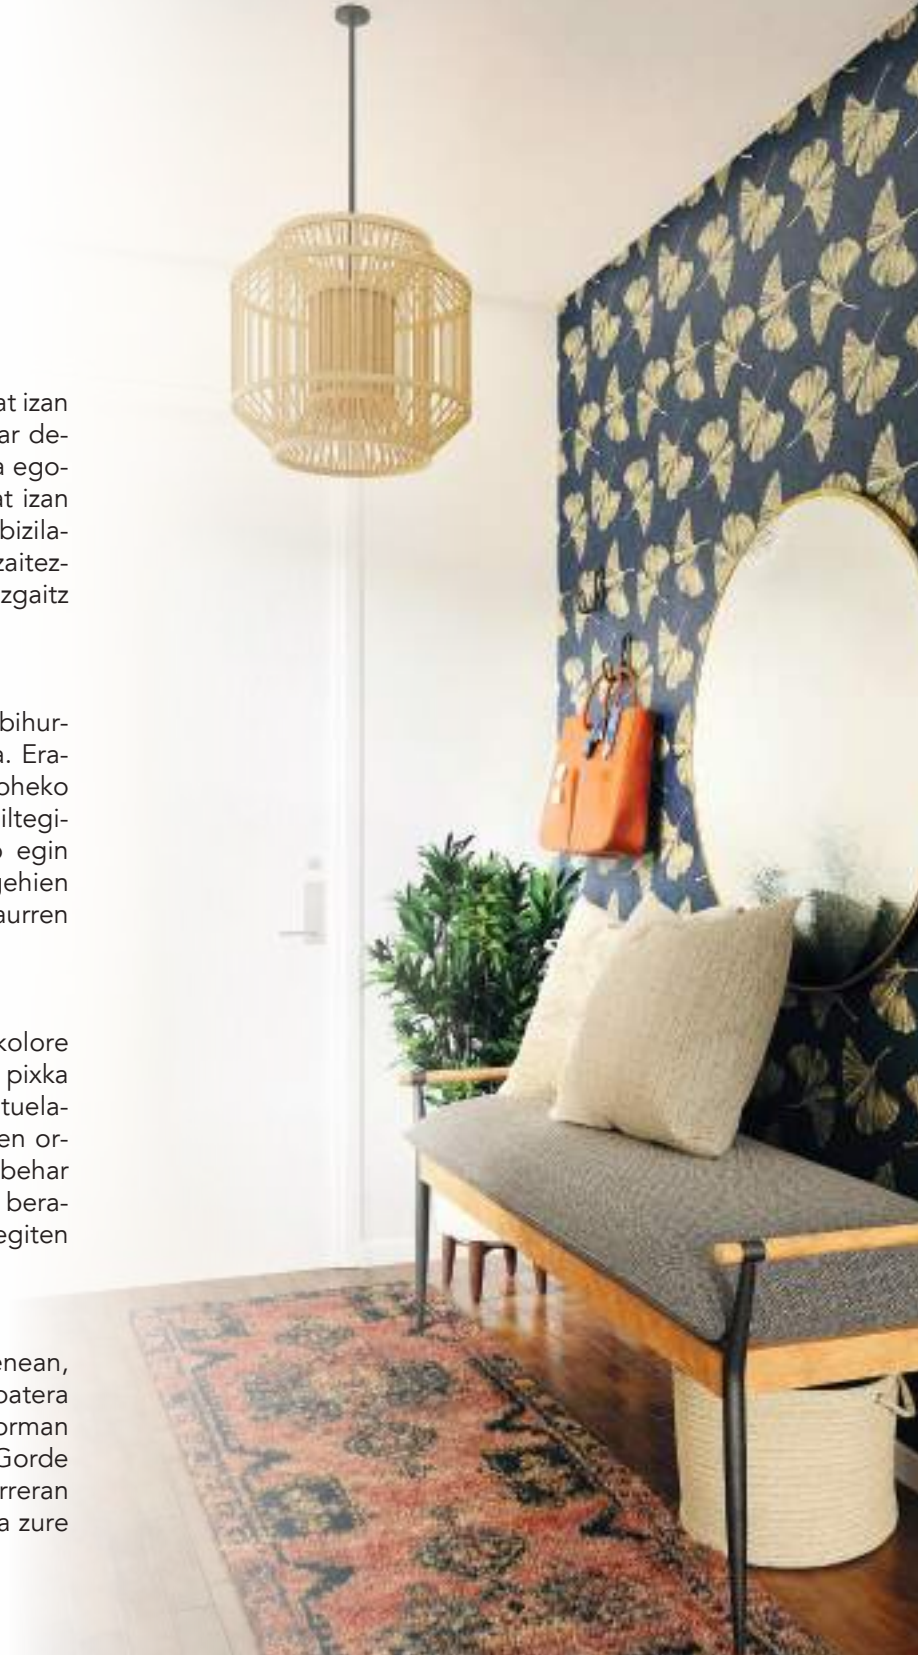 at izan
ar de-
a ego-
at izan
bizila-
zaitez-
zgaitz
bihur-
a. Era-
oheko
iltegi-
o egin
gehien
aurren
kolore
pixka
tuela-
en or-
behar
bera-
egiten
enean,
batera
orman
Gorde
rreran
a zure